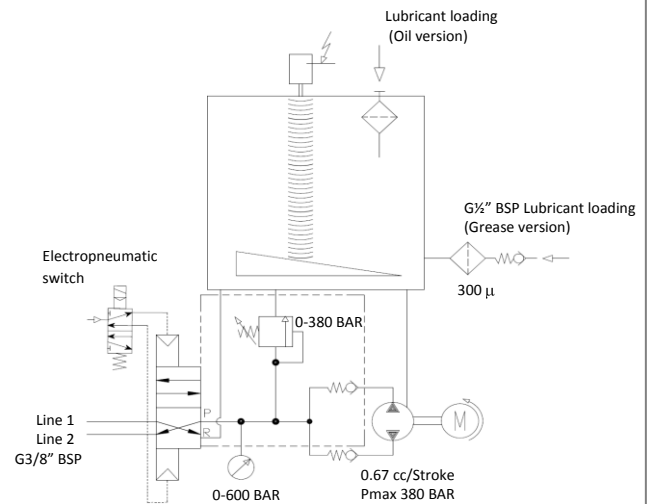 Lubricant loading
(Oil version)
G½” BSP Lubricant loading
(Grease version)
300 µ
Electropneumatic
switch
0-380 BAR
Line 1
Line 2
G3/8” BSP
P
R
M
0-600 BAR
0.67 cc/Stroke
Pmax 380 BAR